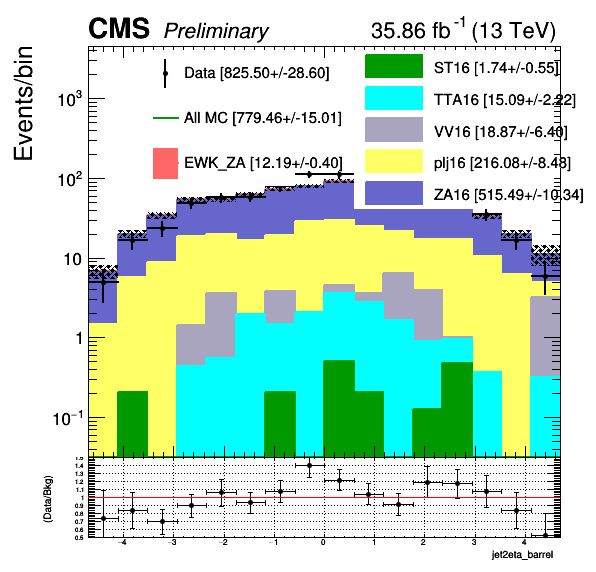 CMS Preliminary 35.86 fb⁻¹ (13 TeV)
Events/bin
Data [825.50+/-28.60]
All MC [779.46+/-15.01]
EWK_ZA [12.19+/-0.40]
ST16 [1.74+/-0.55]
TTA16 [15.09+/-2.22]
VV16 [18.87+/-6.40]
plj16 [216.08+/-8.48]
ZA16 [515.49+/-10.34]
10³
10²
10
1
10⁻¹
(Data/Bkg)
1.5
1.4
1.3
1.2
1.1
1
0.9
0.8
0.7
0.6
0.5
−4 −3 −2 −1 0 1 2 3 4
jet2eta_barrel